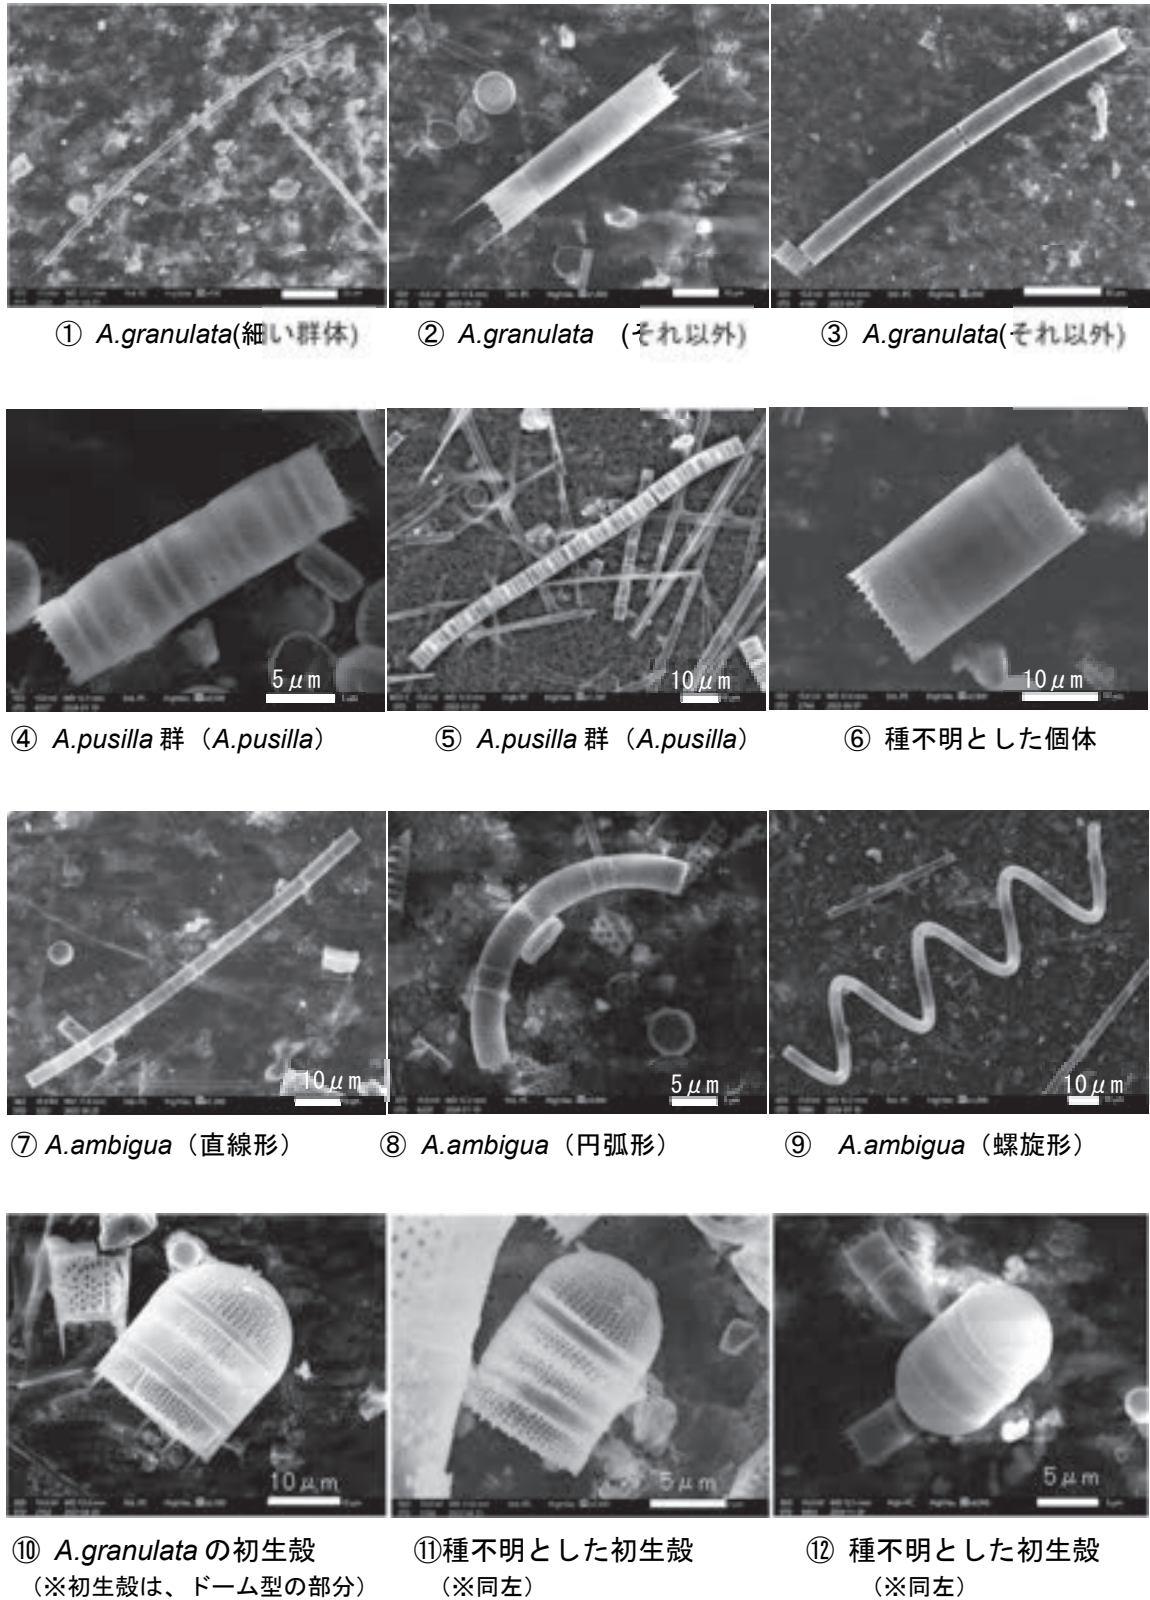 ① A.granulata(細い群体)
② A.granulata (それ以外)
③ A.granulata(それ以外)
5μm
10μm
10μm
④ A.pusilla 群（A.pusilla）
⑤ A.pusilla 群（A.pusilla）
⑥ 種不明とした個体
10μm
5μm
10μm
⑦ A.ambigua（直線形）
⑧ A.ambigua（円弧形）
⑨ A.ambigua（螺旋形）
10μm
5μm
5μm
⑩ A.granulata の初生殻
（※初生殻は、ドーム型の部分）
⑪種不明とした初生殻
（※同左）
⑫ 種不明とした初生殻
（※同左）